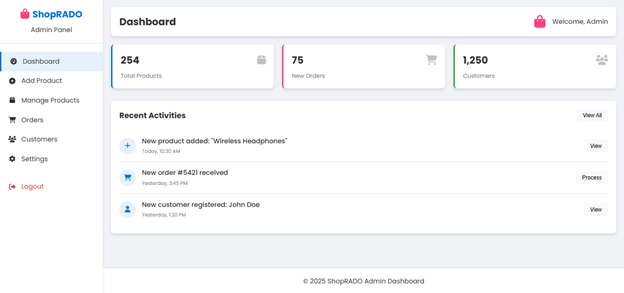 ShopRADO
Admin Panel
Dashboard
Add Product
Manage Products
Orders
Customers
Settings
Logout
Dashboard
Welcome, Admin
254
Total Products
75
New Orders
1,250
Customers
Recent Activities
View All
New product added: "Wireless Headphones"
Today, 10:30 AM
View
New order #5421 received
Yesterday, 3:45 PM
Process
New customer registered: John Doe
Yesterday, 1:20 PM
View
© 2025 ShopRADO Admin Dashboard